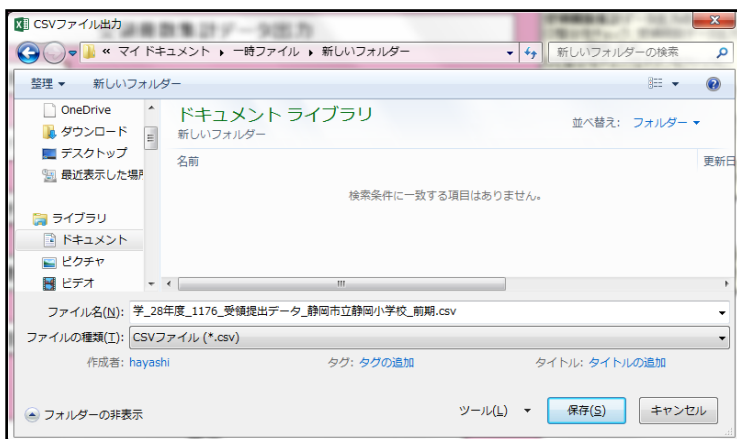 CSVファイル出力
« マイ ドキュメント ▸ 一時ファイル ▸ 新しいフォルダー
新しいフォルダーの検索
整理 ▼ 新しいフォルダー
OneDrive
ダウンロード
デスクトップ
最近表示した場所
ライブラリ
ドキュメント
ピクチャ
ビデオ
ドキュメント ライブラリ
新しいフォルダー
並べ替え: フォルダー ▼
名前
更新日
検索条件に一致する項目はありません。
ファイル名(N): 学_28年度_1176_受領提出データ_静岡市立静岡小学校_前期.csv
ファイルの種類(T): CSVファイル (*.csv)
作成者: hayashi タグ: タグの追加 タイトル: タイトルの追加
フォルダーの非表示
ツール(L) ▼ 保存(S) キャンセル